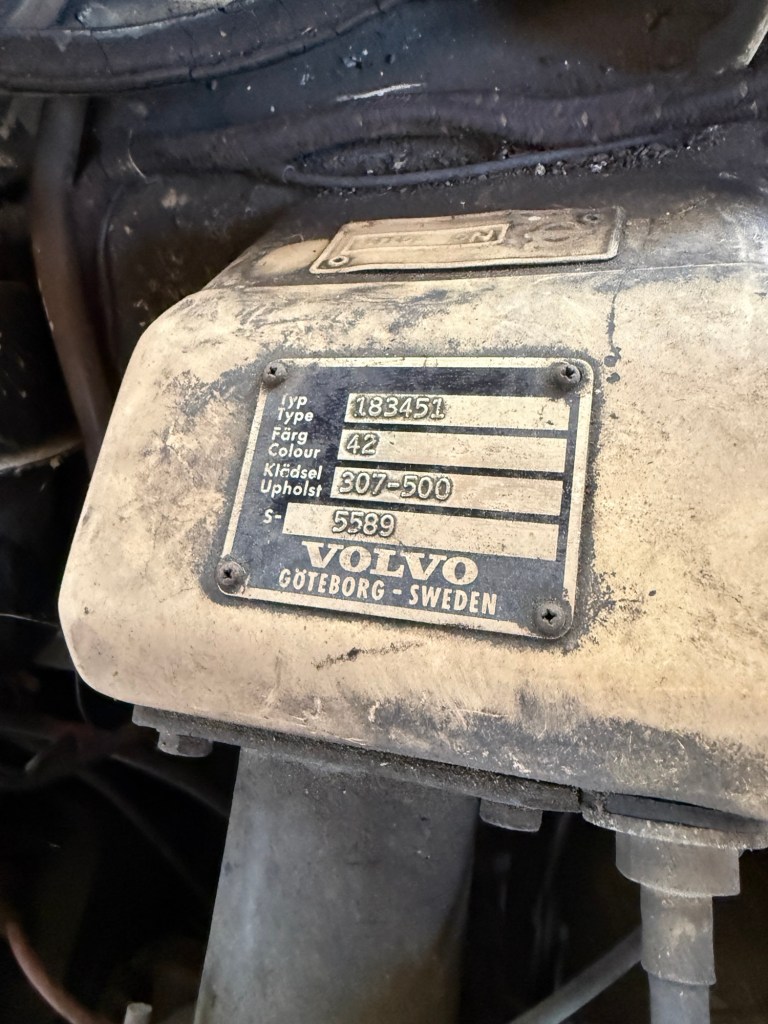 Typ
Type 183451
Färg
Colour 42
Klädsel
Upholst 307-500
S- 5589
VOLVO
GÖTEBORG - SWEDEN